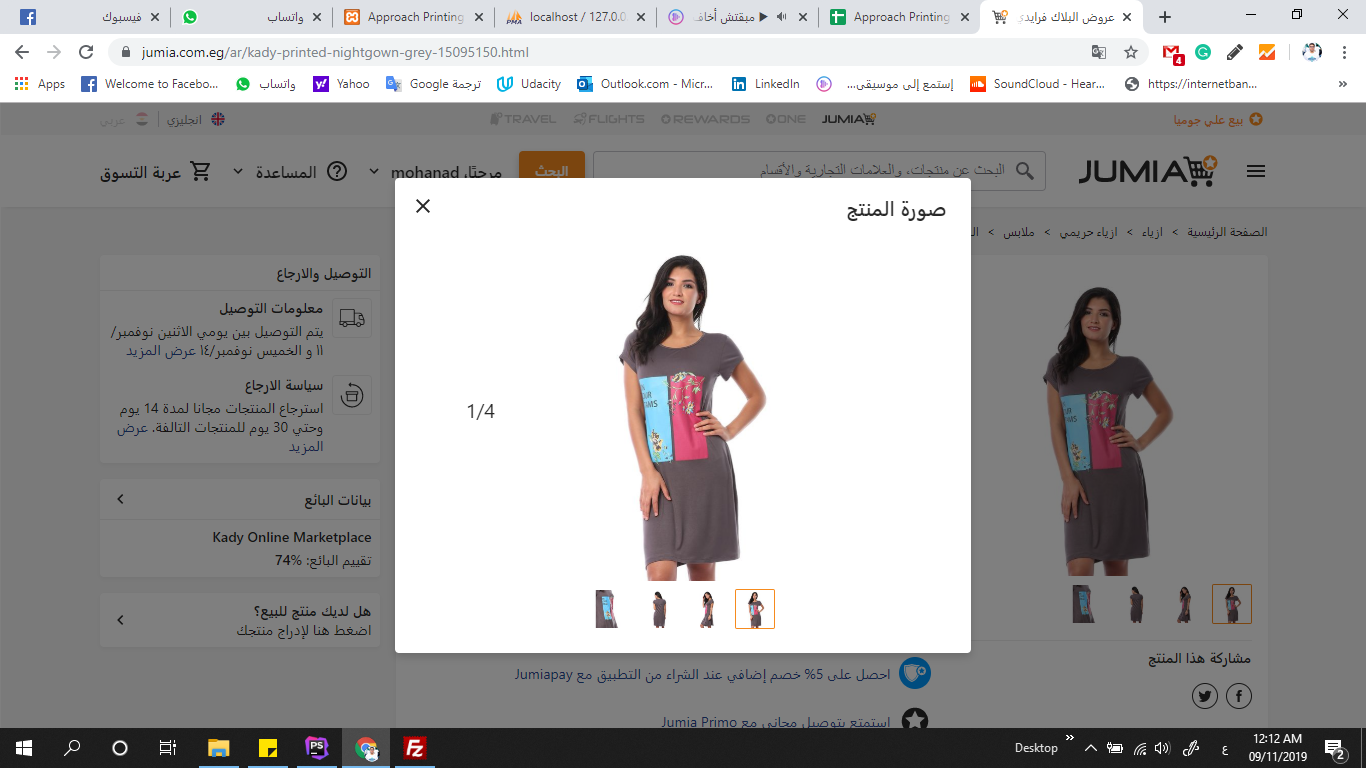 فيسبوك
واتساب
Approach Printing
localhost / 127.0.0
مبقتش أخاف
Approach Printing
عروض البلاك فرايدي
jumia.com.eg/ar/kady-printed-nightgown-grey-15095150.html
4
Apps
Welcome to Facebo...
واتساب
Yahoo
ترجمة Google
Udacity
Outlook.com - Micr...
LinkedIn
إستمع إلى موسيقى...
SoundCloud - Hear...
https://internetban...
»
بيع علي جوميا
JUMIA
ONE
REWARDS
FLIGHTS
TRAVEL
انجليزي
عربي
JUMIA
البحث عن منتجات، والعلامات التجارية والأقسام
البحث
مرحبًا، mohanad
المساعدة
عربة التسوق
الصفحة الرئيسية > ازياء > ازياء حريمي > ملابس >
صورة المنتج
1/4
مشاركة هذا المنتج
احصل على 5% خصم إضافي عند الشراء من التطبيق مع Jumiapay
استمتع بتوصيل مجاني مع Jumia Primo
التوصيل والارجاع
معلومات التوصيل
يتم التوصيل بين يومي الاثنين نوفمبر/
١١ و الخميس نوفمبر/١٤ عرض المزيد
سياسة الارجاع
استرجاع المنتجات مجانا لمدة 14 يوم
وحتي 30 يوم للمنتجات التالفة. عرض
المزيد
بيانات البائع
Kady Online Marketplace
تقييم البائع: 74%
هل لديك منتج للبيع؟
اضغط هنا لإدراج منتجك
PS
Fz
Desktop
»
ع
12:12 AM
09/11/2019
2